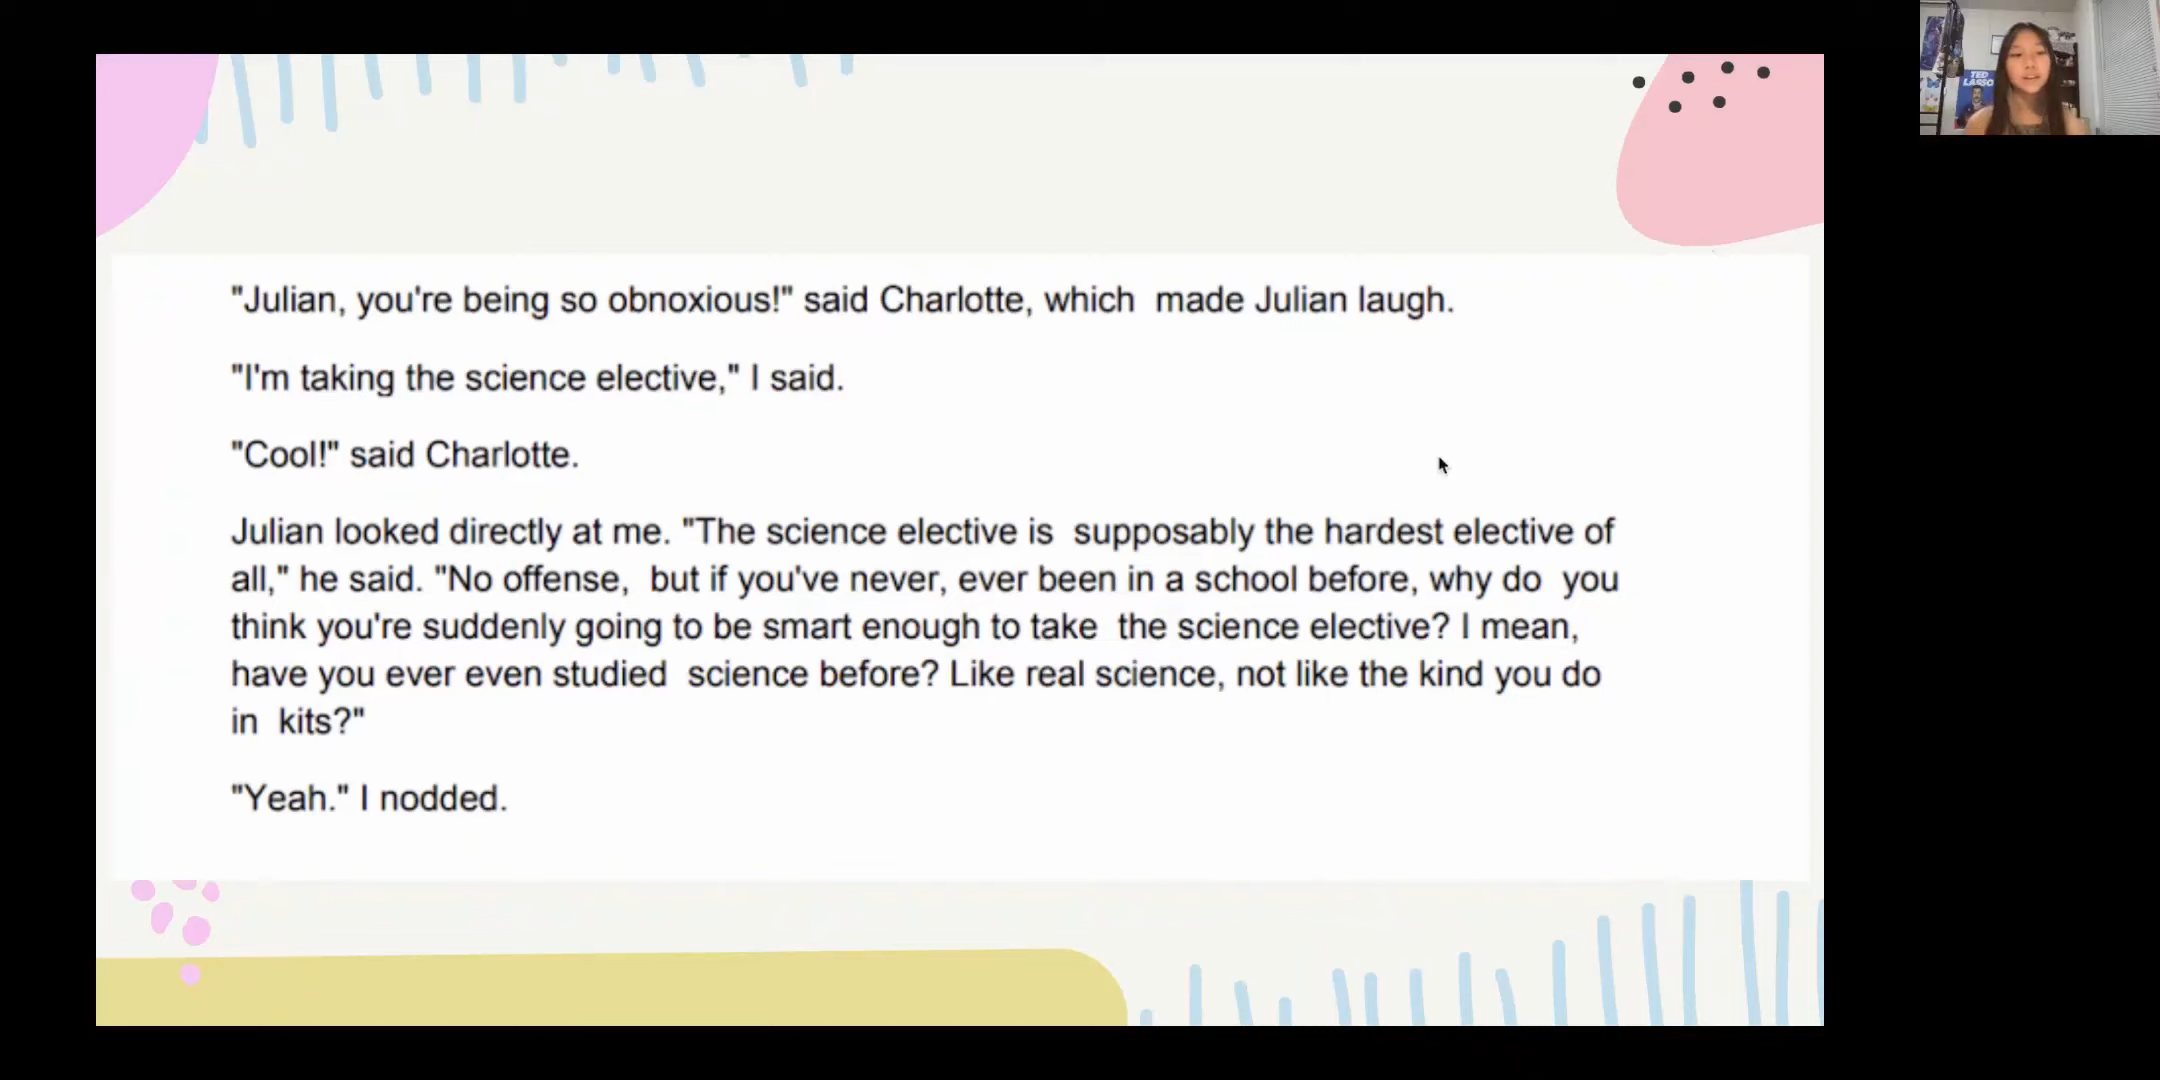 "Julian, you're being so obnoxious!" said Charlotte, which made Julian laugh.
"I'm taking the science elective," I said.
"Cool!" said Charlotte.
Julian looked directly at me. "The science elective is supposably the hardest elective of
all," he said. "No offense, but if you've never, ever been in a school before, why do you
think you're suddenly going to be smart enough to take the science elective? I mean,
have you ever even studied science before? Like real science, not like the kind you do
in kits?"
"Yeah." I nodded.
TED
LASSO